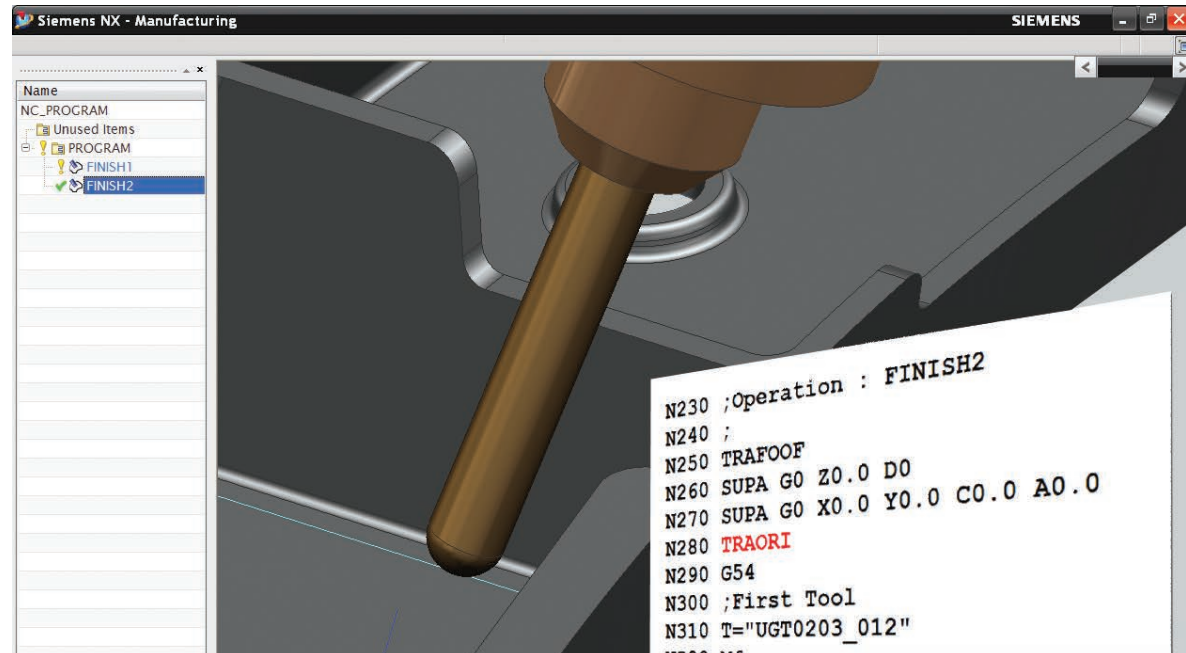 Siemens NX - Manufacturing
SIEMENS
Name
NC_PROGRAM
Unused Items
PROGRAM
FINISH1
FINISH2
N230 ;Operation : FINISH2
N240 ;
N250 TRAFOOF
N260 SUPA G0 Z0.0 D0
N270 SUPA G0 X0.0 Y0.0 C0.0 A0.0
N280 TRAORI
N290 G54
N300 ;First Tool
N310 T="UGT0203_012"